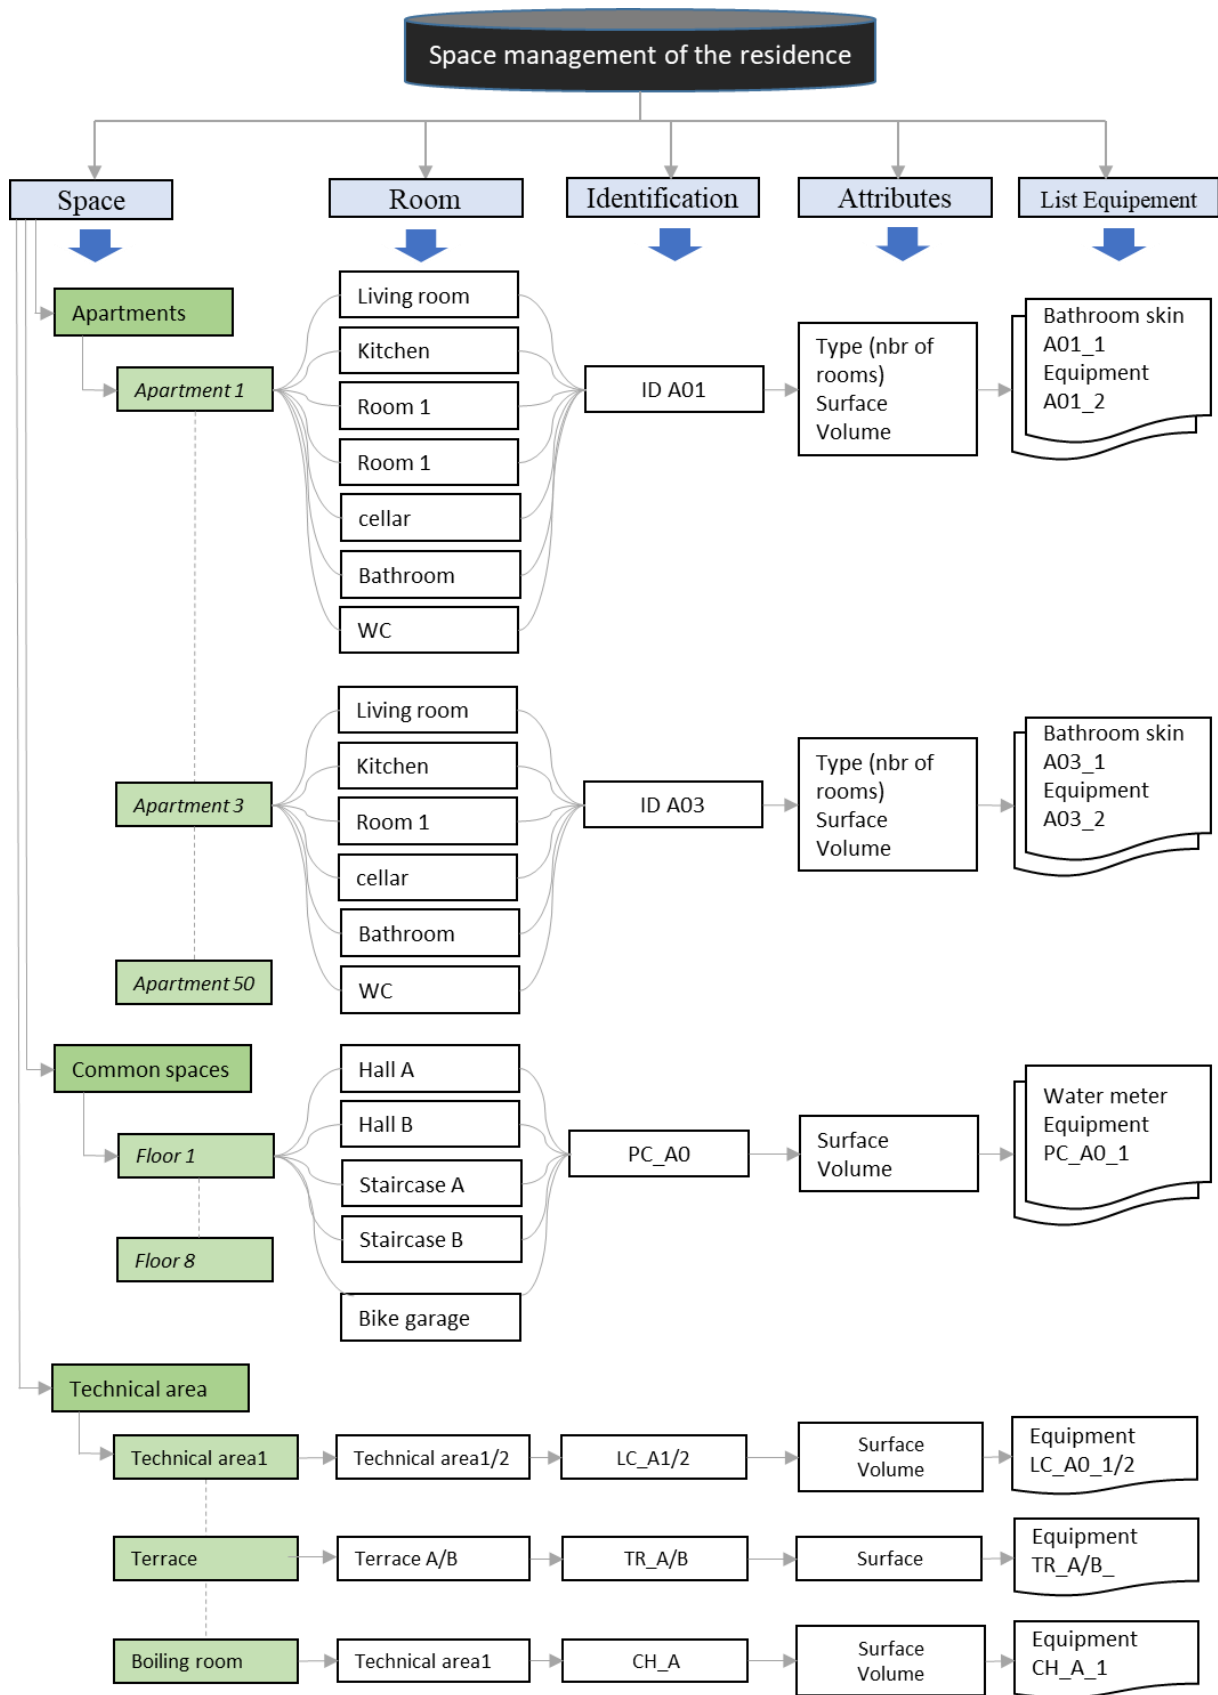 Space management of the residence
Space
Room
Identification
Attributes
List Equipement
Apartments
Apartment 1
Living room
Kitchen
Room 1
Room 1
cellar
Bathroom
WC
ID A01
Type (nbr of
rooms)
Surface
Volume
Bathroom skin
A01_1
Equipment
A01_2
Apartment 3
Living room
Kitchen
Room 1
cellar
Bathroom
WC
ID A03
Type (nbr of
rooms)
Surface
Volume
Bathroom skin
A03_1
Equipment
A03_2
Apartment 50
Common spaces
Floor 1
Hall A
Hall B
Staircase A
Staircase B
Bike garage
PC_A0
Surface
Volume
Water meter
Equipment
PC_A0_1
Floor 8
Technical area
Technical area1
Technical area1/2
LC_A1/2
Surface
Volume
Equipment
LC_A0_1/2
Terrace
Terrace A/B
TR_A/B
Surface
Equipment
TR_A/B_
Boiling room
Technical area1
CH_A
Surface
Volume
Equipment
CH_A_1